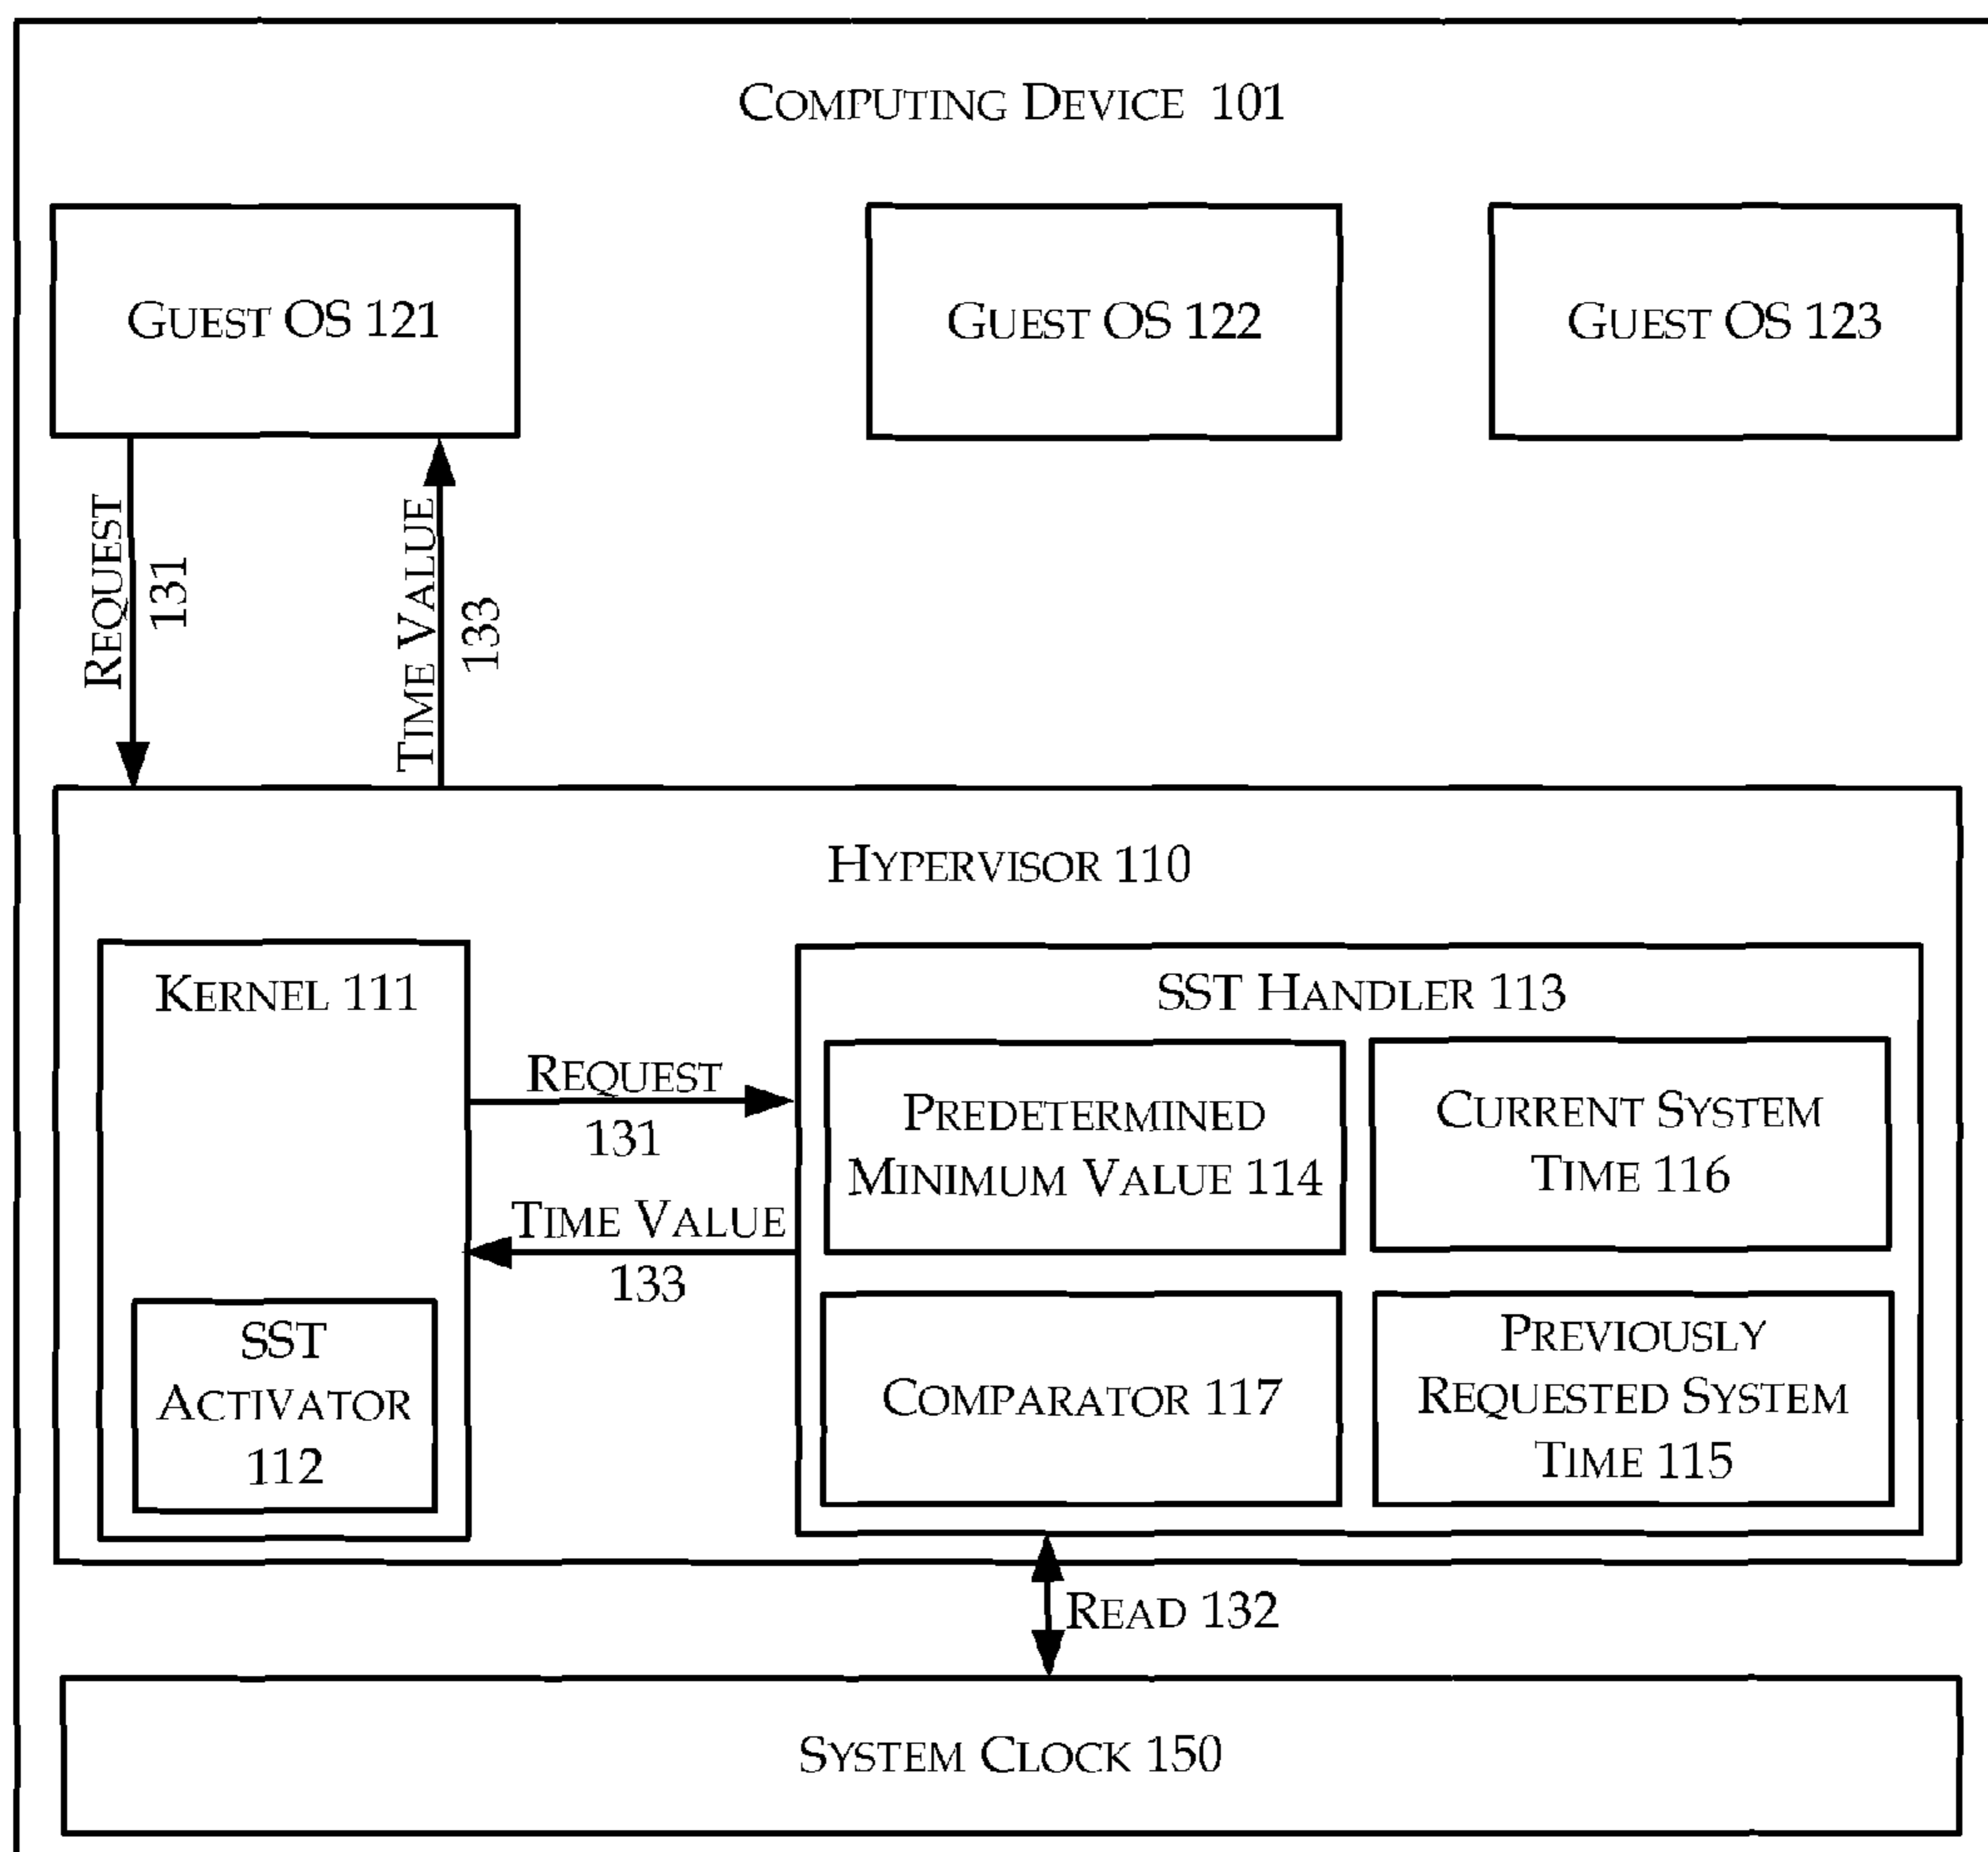 COMPUTING DEVICE 101
GUEST OS 121
GUEST OS 122
GUEST OS 123
REQUEST
131
TIME VALUE
133
HYPERVISOR 110
KERNEL 111
SST HANDLER 113
REQUEST
131
TIME VALUE
133
PREDETERMINED
MINIMUM VALUE 114
CURRENT SYSTEM
TIME 116
SST
ACTIVATOR
112
COMPARATOR 117
PREVIOUSLY
REQUESTED SYSTEM
TIME 115
READ 132
SYSTEM CLOCK 150